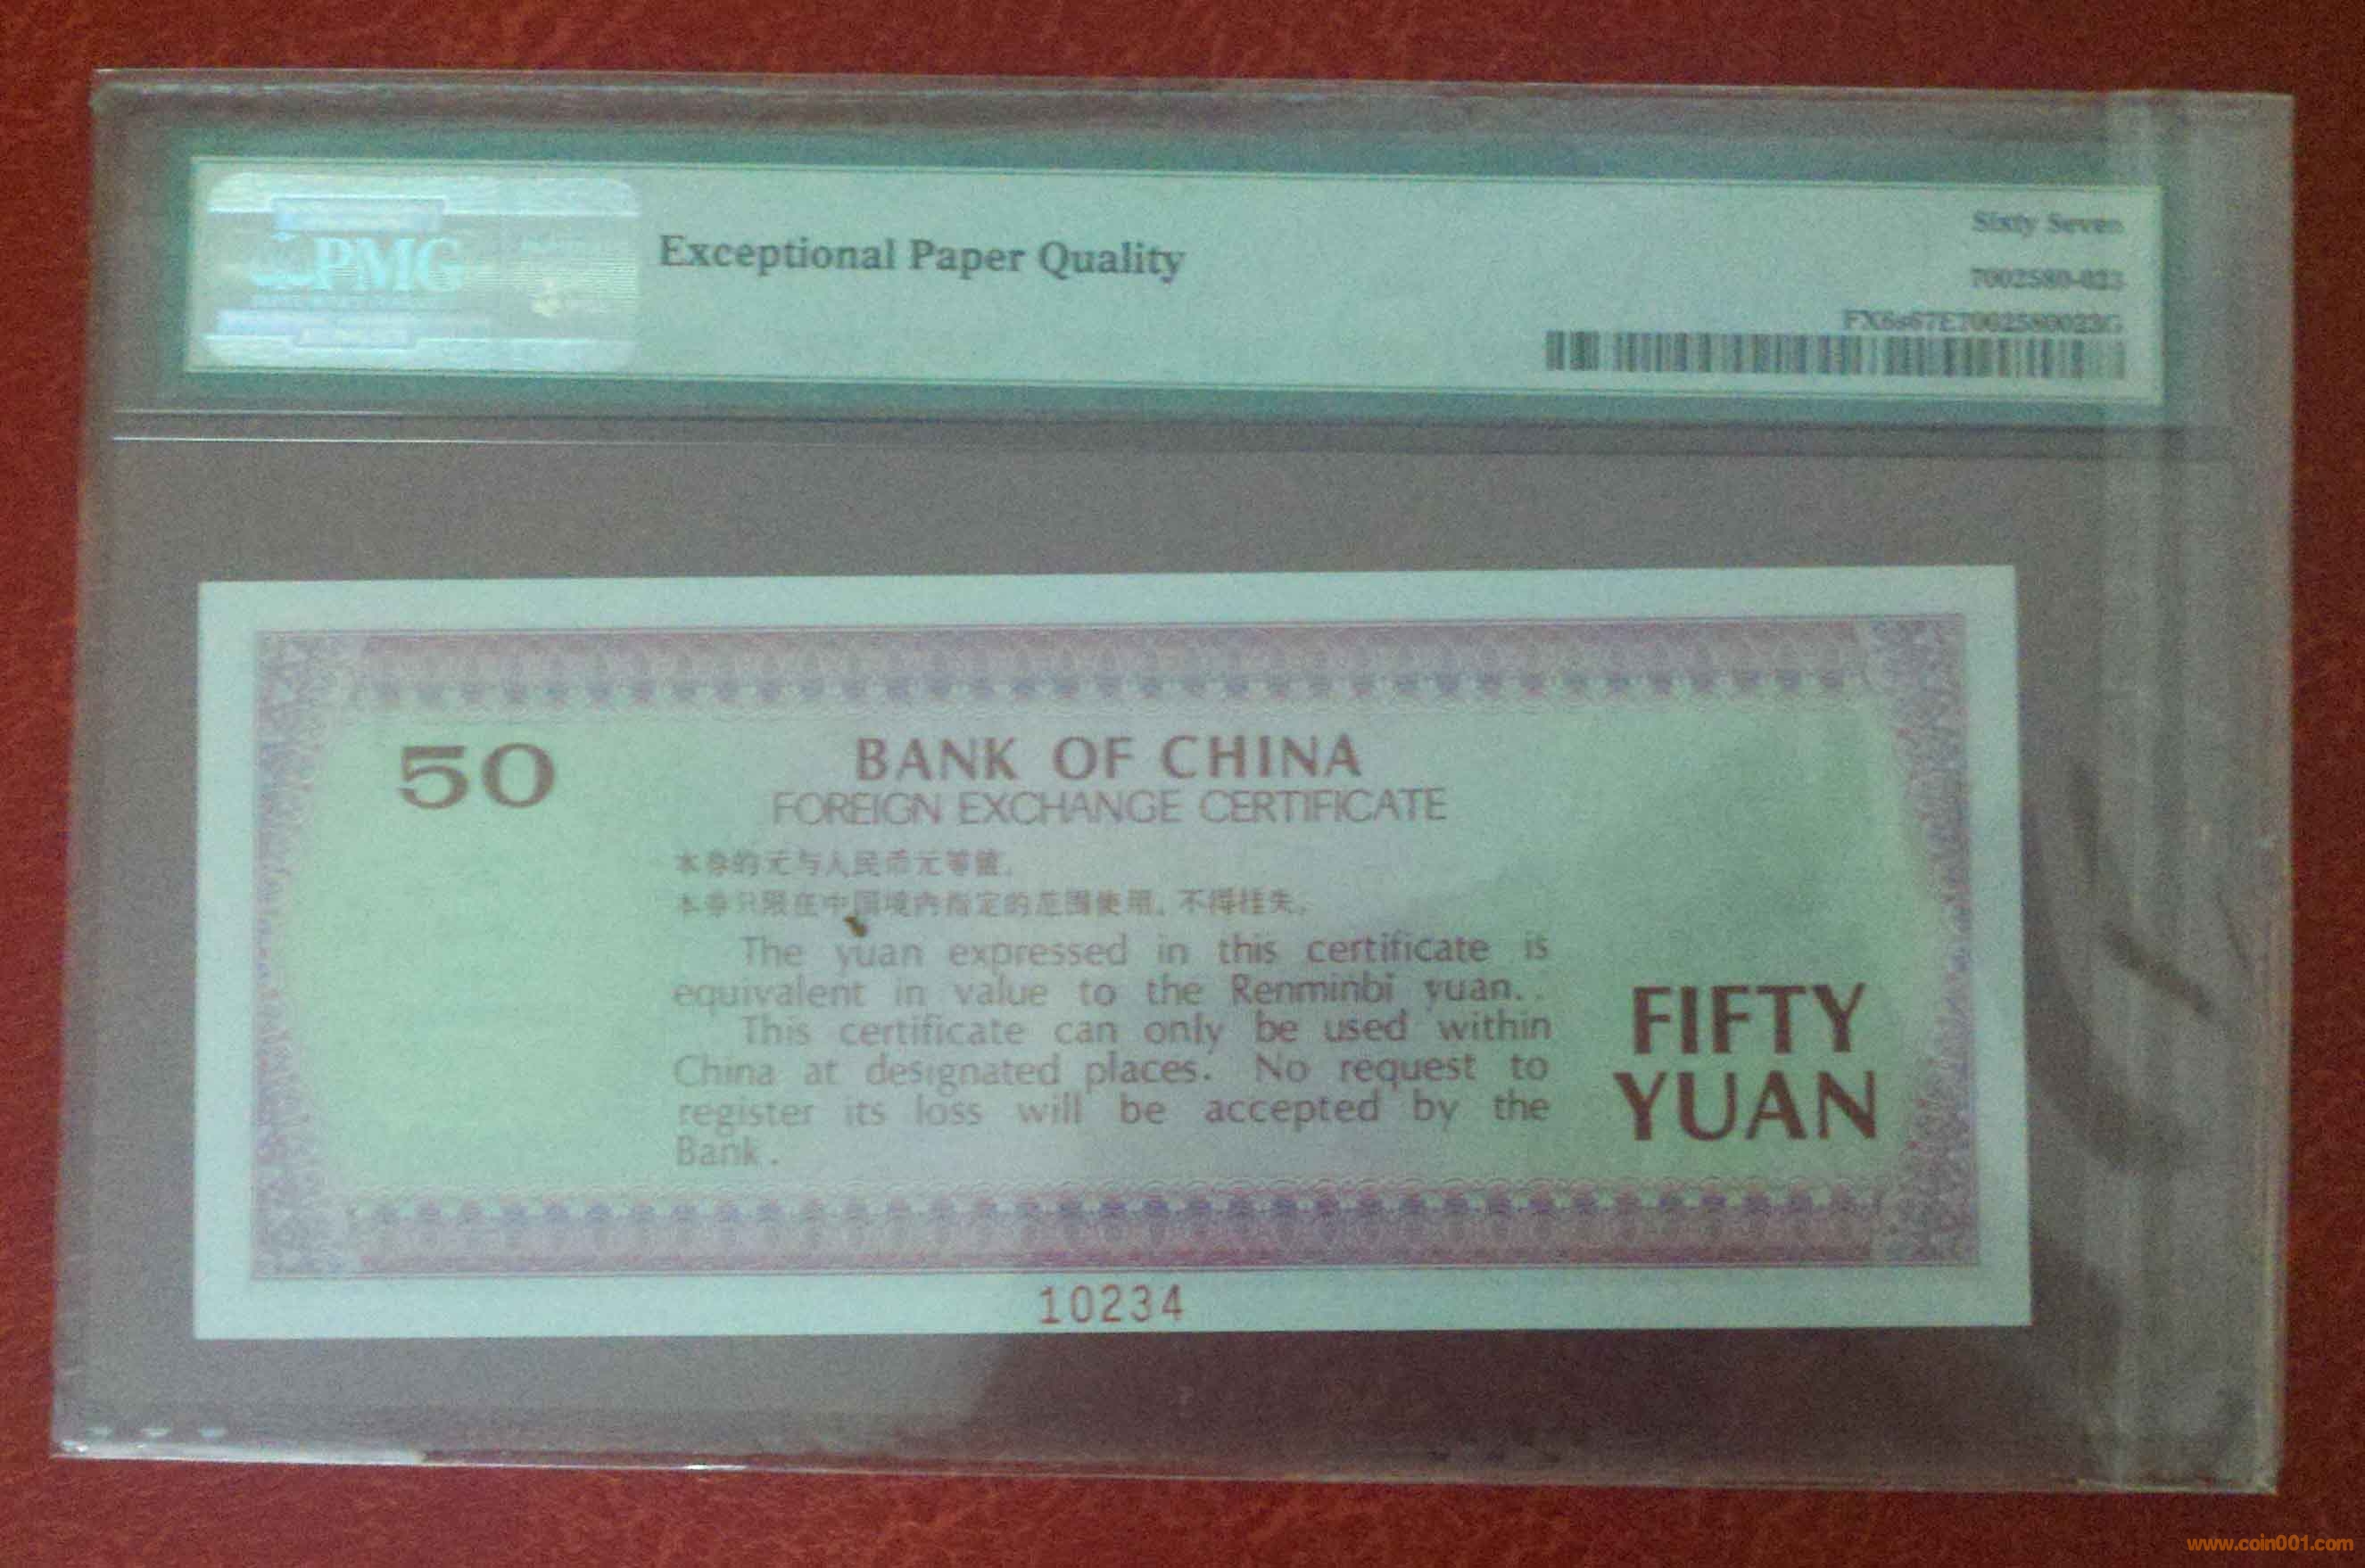 PMG
Exceptional Paper Quality
Sixty Seven
7002580-023
FX6s67E7002580023G
50
BANK OF CHINA
FOREIGN EXCHANGE CERTIFICATE
本券的元与人民币元等值。
本券只限在中国境内指定的范围使用，不得挂失。
The yuan expressed in this certificate is
equivalent in value to the Renminbi yuan..
This certificate can only be used within
China at designated places. No request to
register its loss will be accepted by the
Bank.
FIFTY
YUAN
10234
www.coin001.com